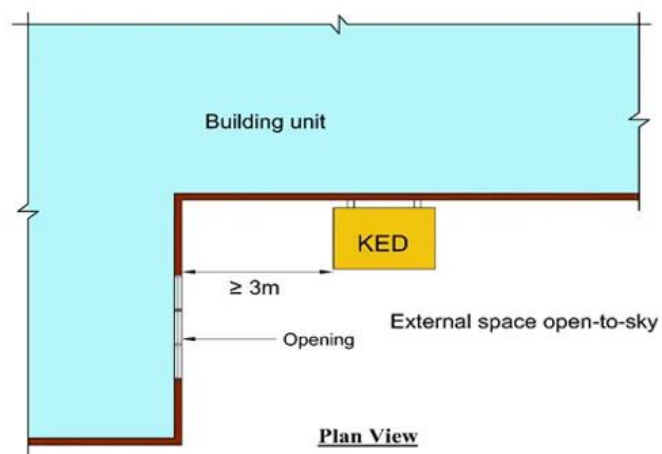 Building unit
KED
≥ 3m
External space open-to-sky
Opening
Plan View